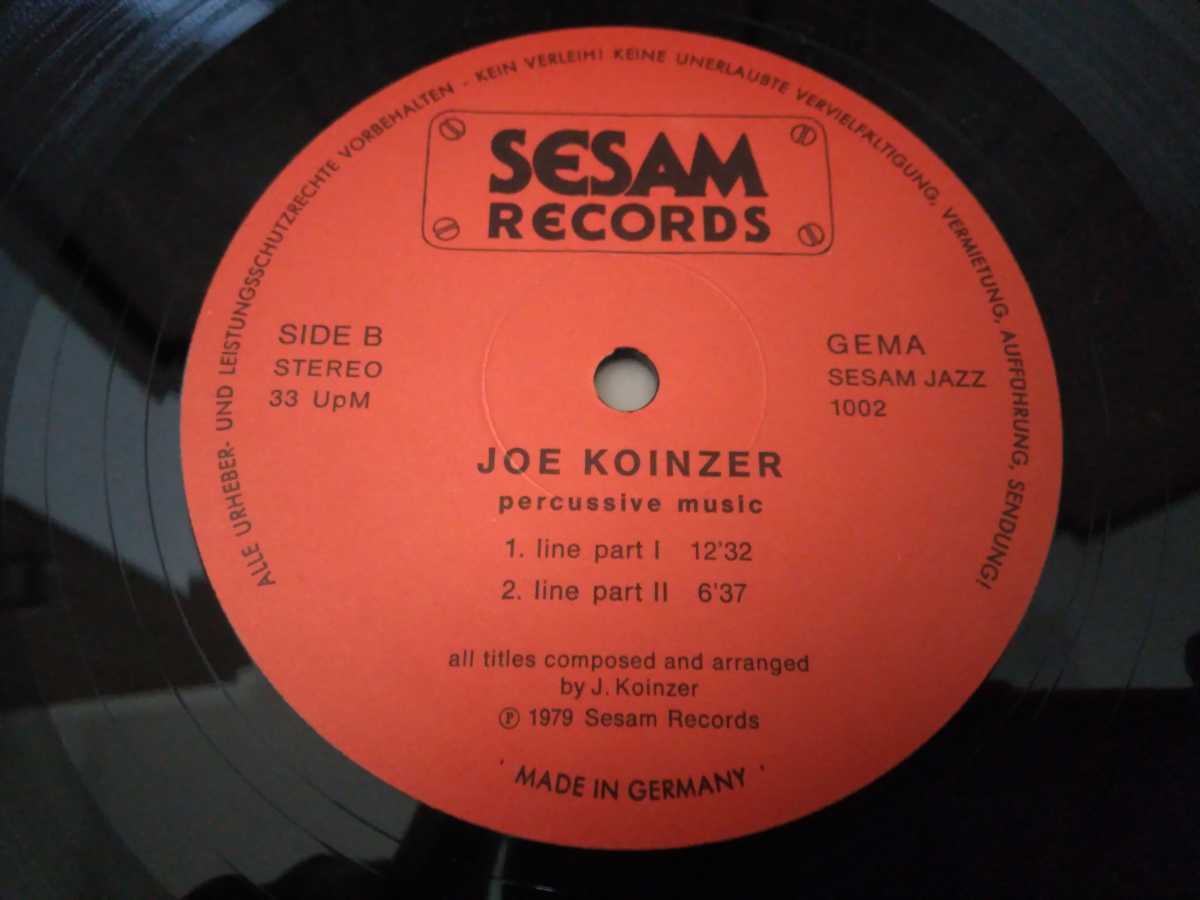 ALLE URHEBER- UND LEISTUNGSSCHUTZRECHTE VORBEHALTEN - KEIN VERLEIH! KEINE UNERLAUBTE VERVIELFÄLTIGUNG, VERMIETUNG, AUFFÜHRUNG, SENDUNG!
SESAM
RECORDS
SIDE B
STEREO
33 UpM
GEMA
SESAM JAZZ
1002
JOE KOINZER
percussive music
1. line part I 12'32
2. line part II 6'37
all titles composed and arranged
by J. Koinzer
℗ 1979 Sesam Records
MADE IN GERMANY